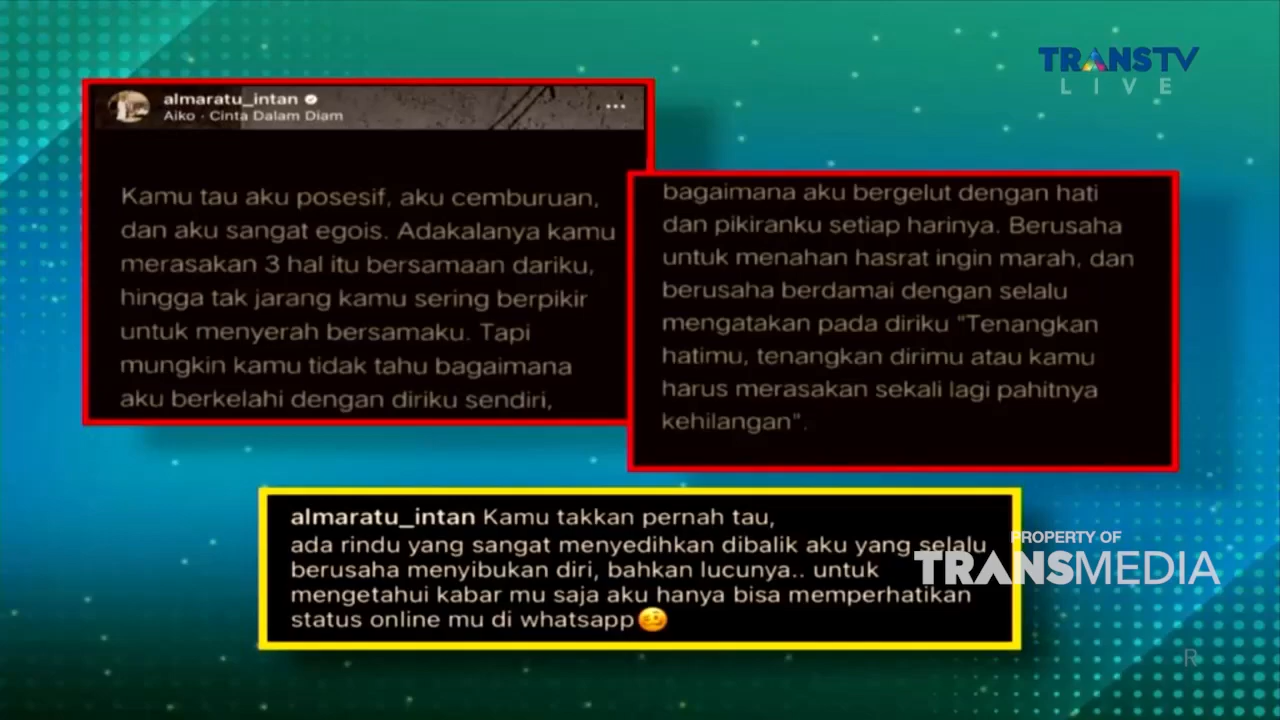 TRANSTV
LIVE
almaratu_intan
Aiko · Cinta Dalam Diam
Kamu tau aku posesif, aku cemburuan,
dan aku sangat egois. Adakalanya kamu
merasakan 3 hal itu bersamaan dariku,
hingga tak jarang kamu sering berpikir
untuk menyerah bersamaku. Tapi
mungkin kamu tidak tahu bagaimana
aku berkelahi dengan diriku sendiri,
bagaimana aku bergelut dengan hati
dan pikiranku setiap harinya. Berusaha
untuk menahan hasrat ingin marah, dan
berusaha berdamai dengan selalu
mengatakan pada diriku "Tenangkan
hatimu, tenangkan dirimu atau kamu
harus merasakan sekali lagi pahitnya
kehilangan".
almaratu_intan Kamu takkan pernah tau,
ada rindu yang sangat menyedihkan dibalik aku yang selalu
berusaha menyibukan diri, bahkan lucunya.. untuk
mengetahui kabar mu saja aku hanya bisa memperhatikan
status online mu di whatsapp🥴
PROPERTY OF
TRANSMEDIA
R